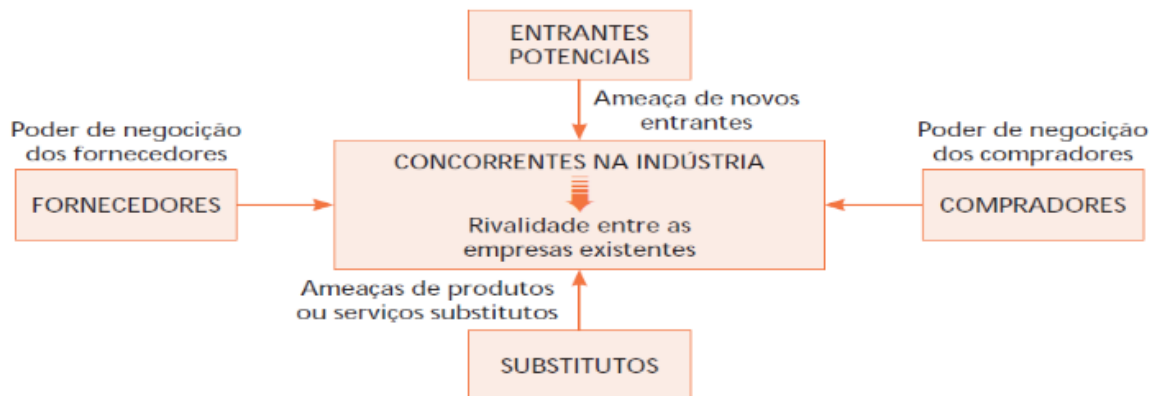 ENTRANTES
POTENCIAIS
Ameaça de novos
entrantes
Poder de negocição
dos fornecedores
FORNECEDORES
CONCORRENTES NA INDÚSTRIA
Rivalidade entre as
empresas existentes
Poder de negocição
dos compradores
COMPRADORES
Ameaças de produtos
ou serviços substitutos
SUBSTITUTOS